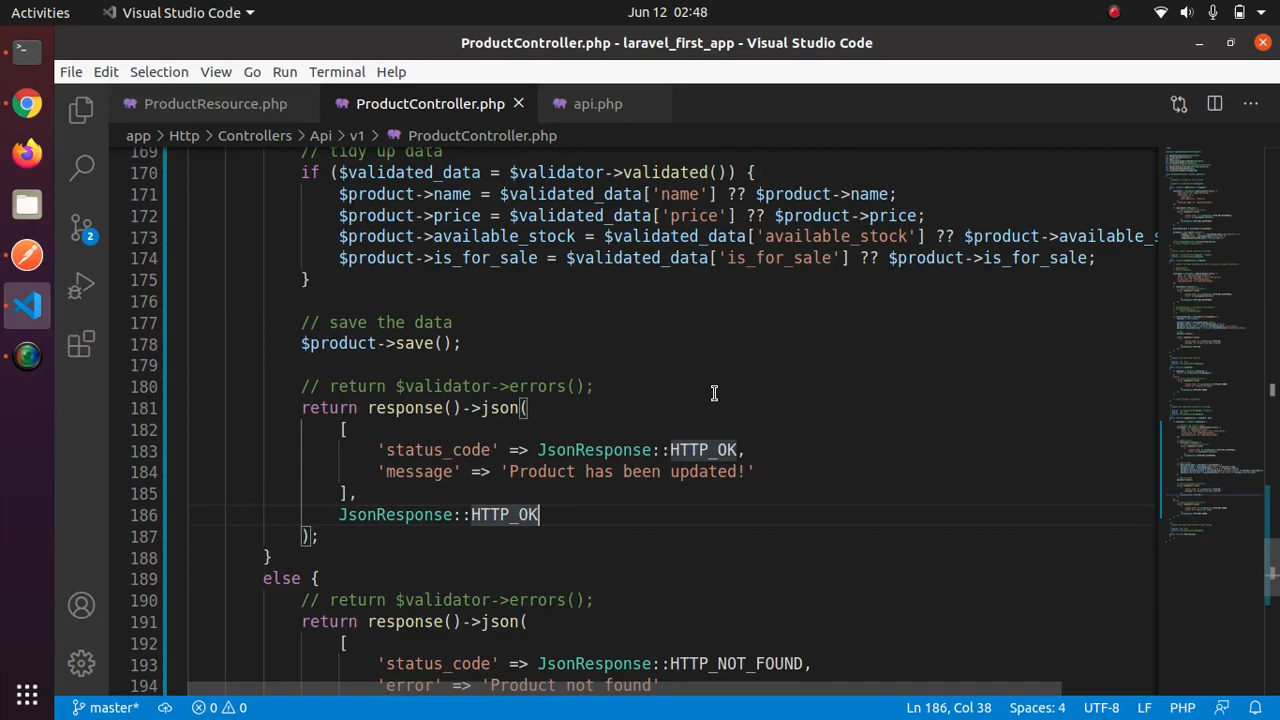 Activities Visual Studio Code Jun 12 02:48
ProductController.php - laravel_first_app - Visual Studio Code
File Edit Selection View Go Run Terminal Help
ProductResource.php ProductController.php api.php
app > Http > Controllers > Api > v1 > ProductController.php
169 // tidy up data
170 if ($validated_data = $validator->validated()) {
171 $product->name = $validated_data['name'] ?? $product->name;
172 $product->price = $validated_data['price'] ?? $product->price;
173 $product->available_stock = $validated_data['available_stock'] ?? $product->available_s
174 $product->is_for_sale = $validated_data['is_for_sale'] ?? $product->is_for_sale;
175 }
176
177 // save the data
178 $product->save();
179
180 // return $validator->errors();
181 return response()->json(
182 [
183 'status_code' => JsonResponse::HTTP_OK,
184 'message' => 'Product has been updated!'
185 ],
186 JsonResponse::HTTP_OK
187 );
188 }
189 else {
190 // return $validator->errors();
191 return response()->json(
192 [
193 'status_code' => JsonResponse::HTTP_NOT_FOUND,
194 'error' => 'Product not found'
2
master* 0 0 Ln 186, Col 38 Spaces: 4 UTF-8 LF PHP